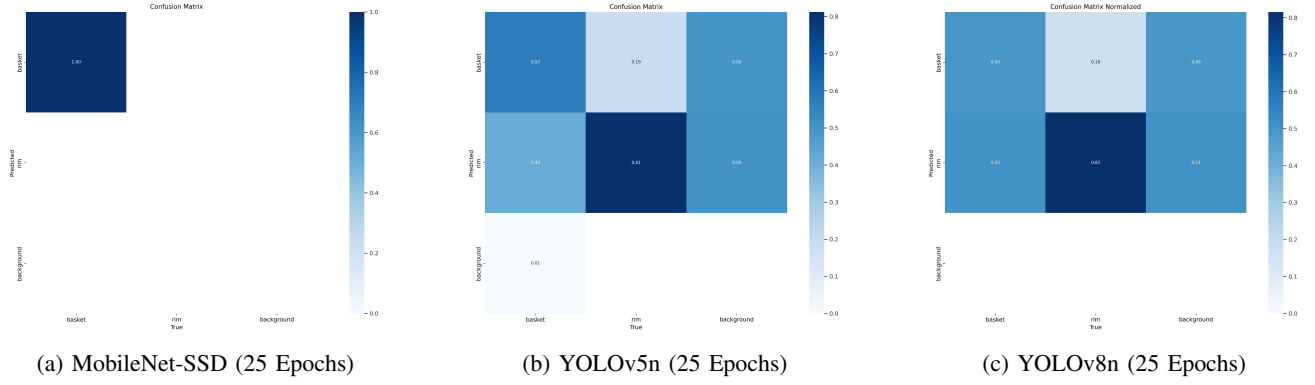 Confusion Matrix
basket
Predicted
rim
background
1.00
basket
rim
background
True
1.0
0.8
0.6
0.4
0.2
0.0
(a) MobileNet-SSD (25 Epochs)
Confusion Matrix
basket
Predicted
rim
background
0.57
0.19
0.50
0.42
0.81
0.50
0.01
basket
rim
background
True
0.8
0.7
0.6
0.5
0.4
0.3
0.2
0.1
0.0
(b) YOLOv5n (25 Epochs)
Confusion Matrix Normalized
basket
Predicted
rim
background
0.50
0.18
0.49
0.50
0.82
0.51
basket
rim
background
True
0.8
0.7
0.6
0.5
0.4
0.3
0.2
0.1
0.0
(c) YOLOv8n (25 Epochs)